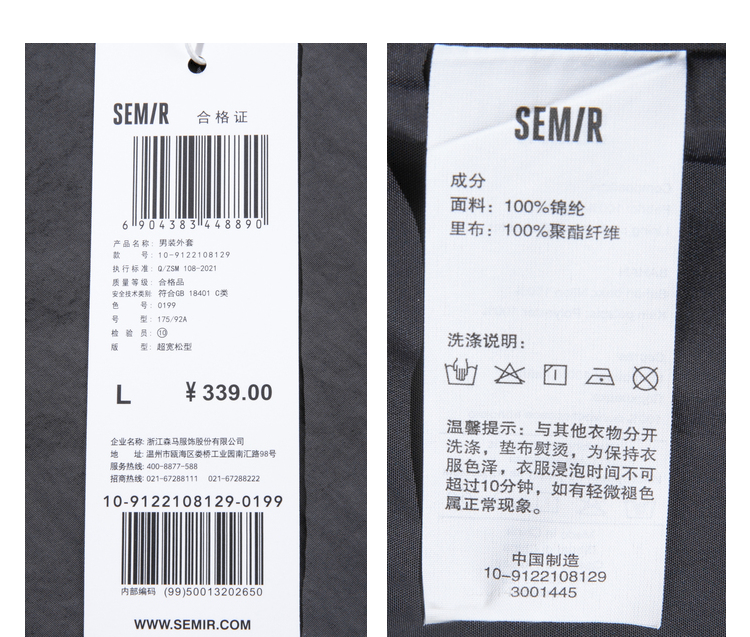 SEMIR 合格证
6 904383 448890
产品名称: 男装外套
款 号: 10-9122108129
执行标准: Q/ZSM 108-2021
质量等级: 合格品
安全技术类别: 符合GB 18401 C类
色 号: 0199
号 型: 175/92A
检 验 员: 10
版 型: 超宽松型
L ¥ 339.00
企业名称: 浙江森马服饰股份有限公司
地 址: 温州市瓯海区娄桥工业园南汇路98号
服务热线: 400-8877-588
招商热线: 021-67288111 021-67288222
10-9122108129-0199
内部编码 (99)50013202650
WWW.SEMIR.COM
SEMIR
成分
面料: 100%锦纶
里布: 100%聚酯纤维
洗涤说明:
温馨提示: 与其他衣物分开
洗涤, 垫布熨烫, 为保持衣
服色泽, 衣服浸泡时间不可
超过10分钟, 如有轻微褪色
属正常现象。
中国制造
10-9122108129
3001445